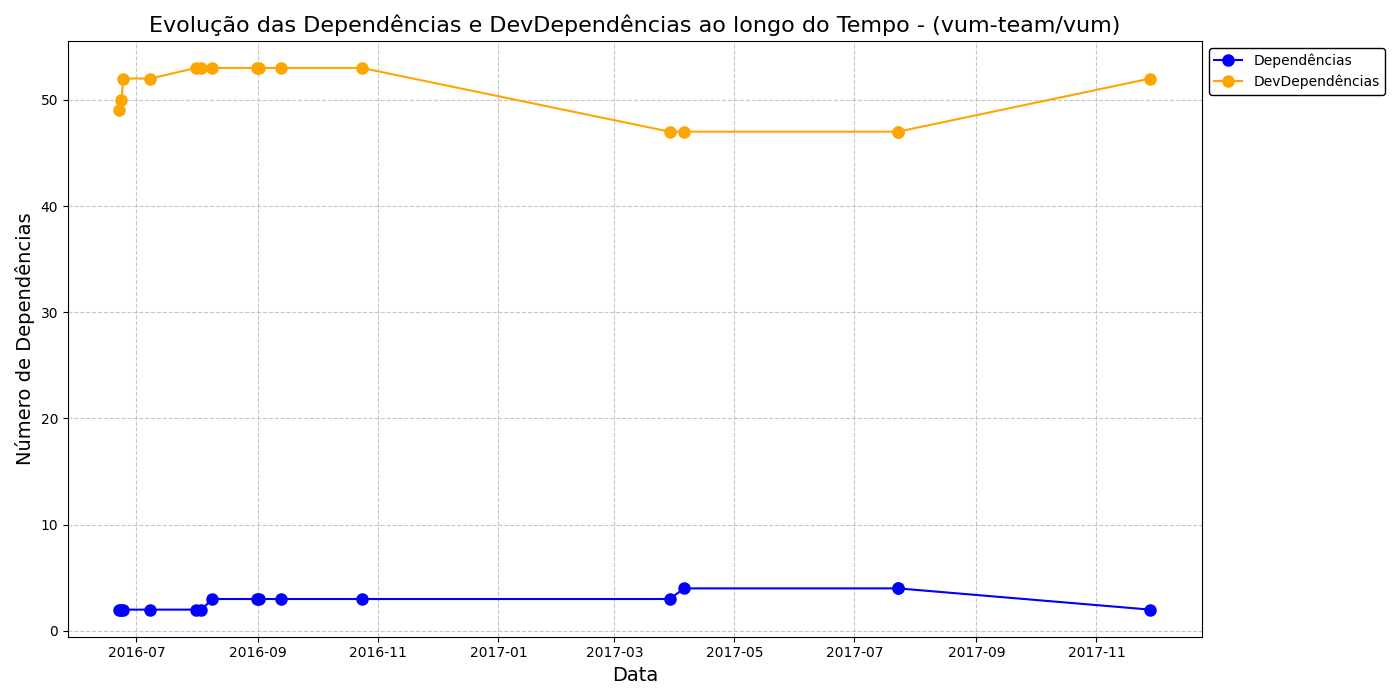 Evolução das Dependências e DevDependências ao longo do Tempo - (vum-team/vum)
Dependências
DevDependências
Número de Dependências
50
40
30
20
10
0
2016-07 2016-09 2016-11 2017-01 2017-03 2017-05 2017-07 2017-09 2017-11
Data